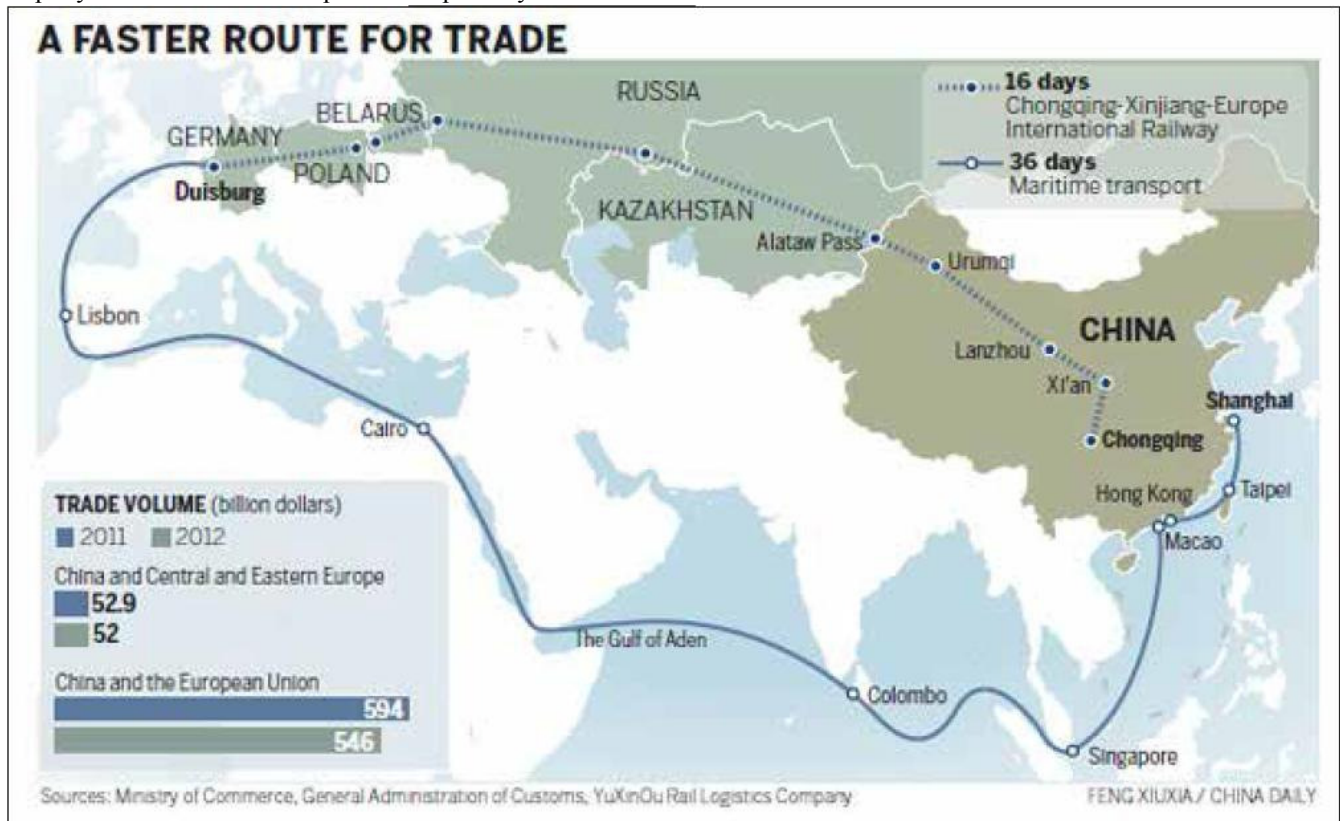 A FASTER ROUTE FOR TRADE
16 days
Chongqing-Xinjiang-Europe
International Railway
36 days
Maritime transport
RUSSIA
BELARUS
GERMANY
POLAND
Duisburg
KAZAKHSTAN
Alataw Pass
Urumqi
Lisbon
CHINA
Lanzhou
Xi'an
Shanghai
Cairo
Chongqing
Hong Kong
Taipei
Macao
The Gulf of Aden
Colombo
Singapore
TRADE VOLUME (billion dollars)
2011 2012
China and Central and Eastern Europe
52.9
52
China and the European Union
594
546
Sources: Ministry of Commerce, General Administration of Customs, YuXinOu Rail Logistics Company
FENG XIUXIA / CHINA DAILY